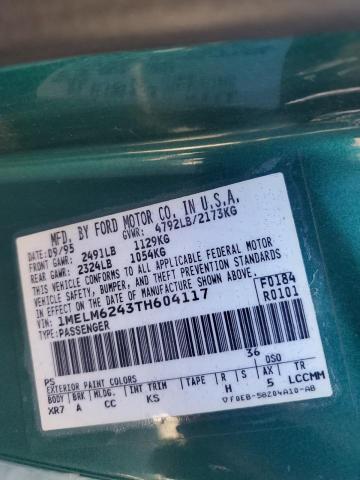 MFD. BY FORD MOTOR CO. IN U.S.A.
DATE: 09/95 GVWR: 4792LB/2173KG
FRONT GAWR: 2491LB 1129KG
REAR GAWR: 2324LB 1054KG
THIS VEHICLE CONFORMS TO ALL APPLICABLE FEDERAL MOTOR
VEHICLE SAFETY, BUMPER, AND THEFT PREVENTION STANDARDS
IN EFFECT ON THE DATE OF MANUFACTURE SHOWN ABOVE.
VIN: 1MELM6243TH604117 F0184
TYPE: PASSENGER R0101
PS 36 DSO
EXTERIOR PAINT COLORS
BODY BRK MLDG. INT TRIM TAPE R S AX TR
XR7 A CC KS H 5 LCCMM
F0EB-5820410-AB